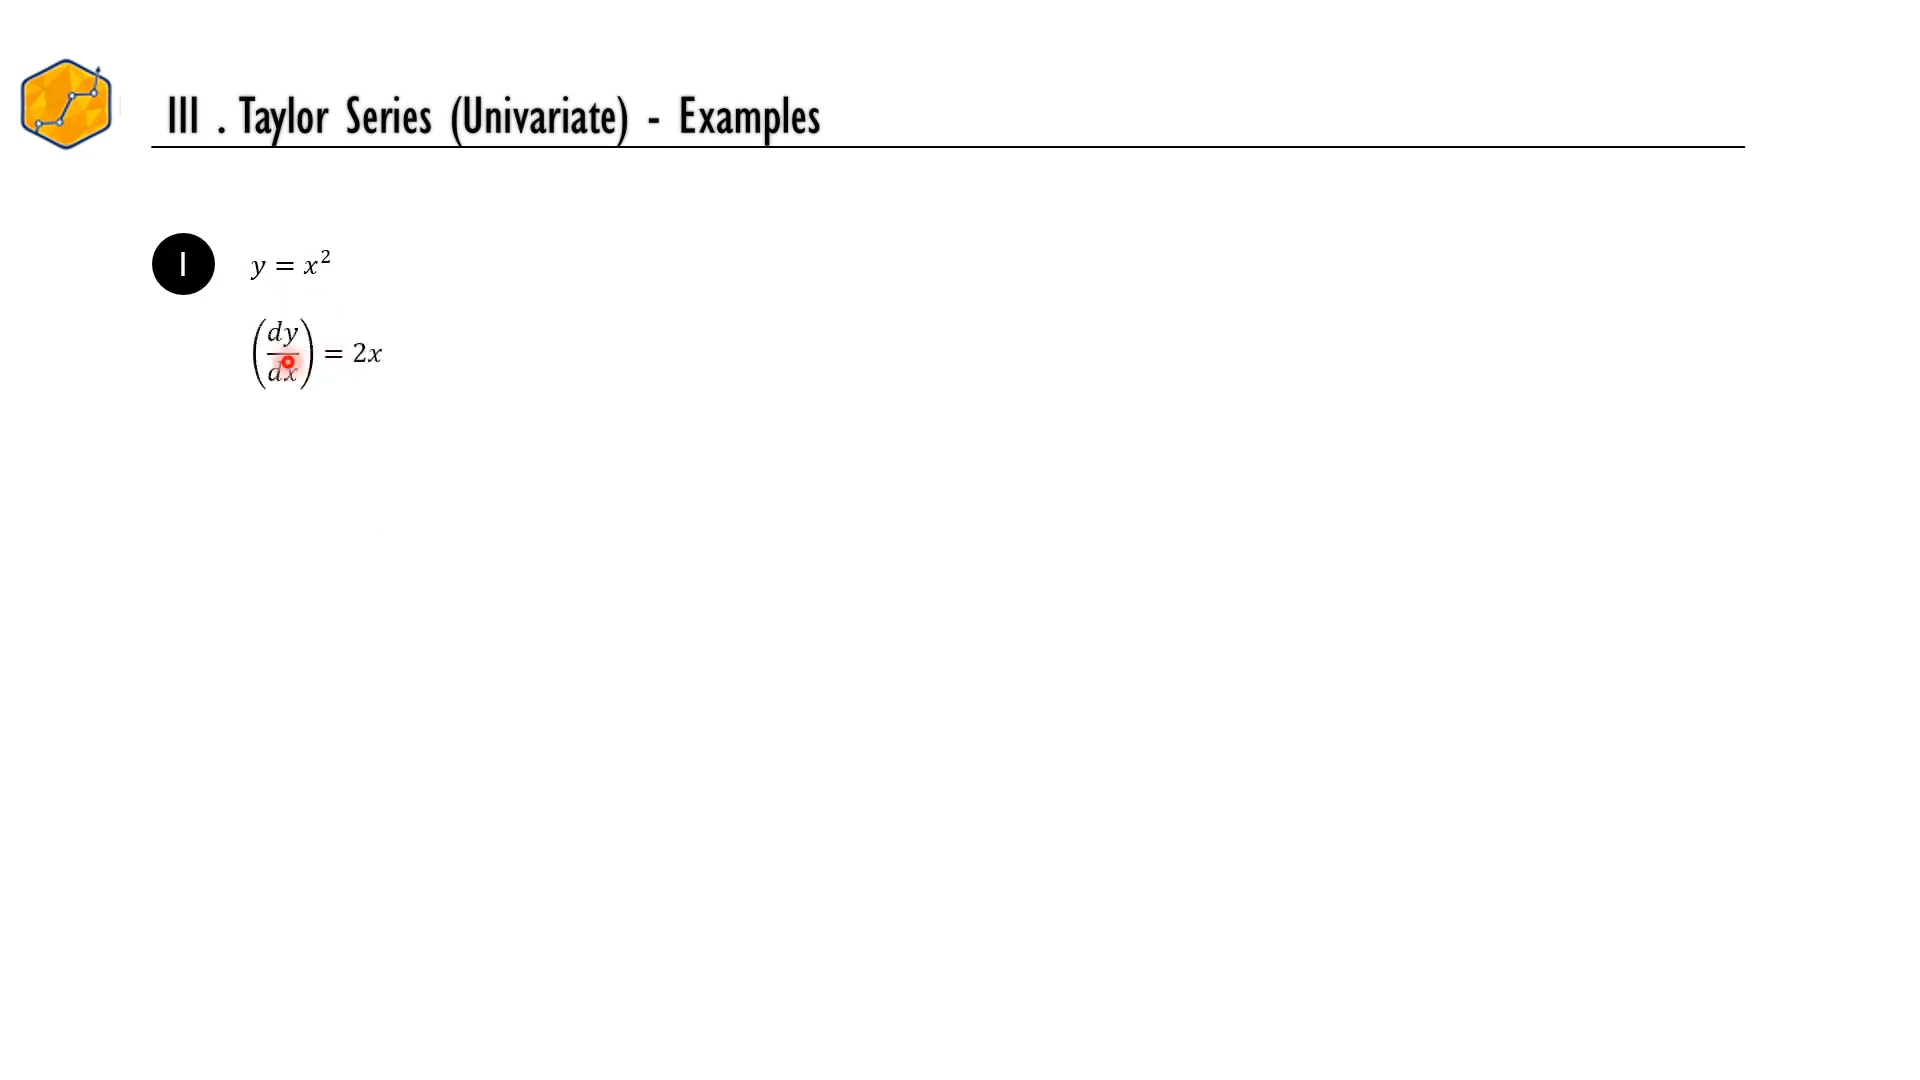 III . Taylor Series (Univariate) - Examples
I
y = x²
(dy/dx) = 2x